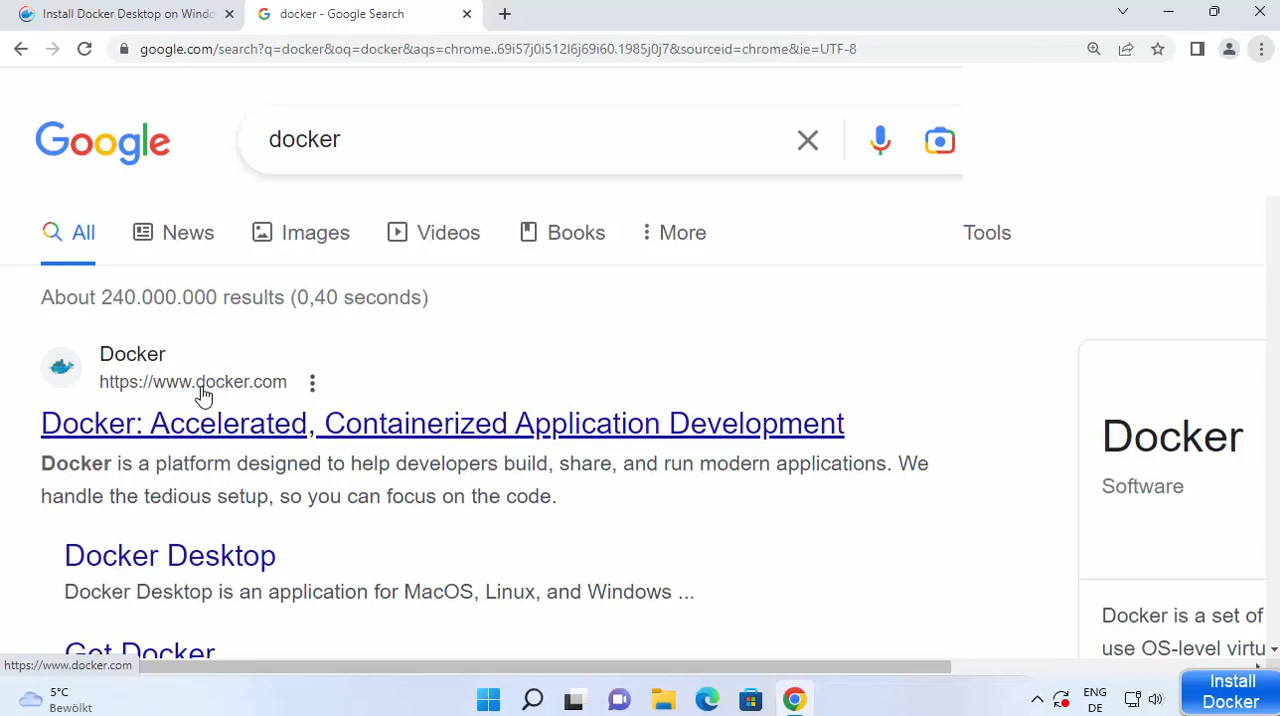 Install Docker Desktop on Windo
docker - Google Search
google.com/search?q=docker&oq=docker&aqs=chrome..69i57j0i512l6j69i60.1985j0j7&sourceid=chrome&ie=UTF-8
Google
docker
All
News
Images
Videos
Books
More
Tools
About 240.000.000 results (0,40 seconds)
Docker
https://www.docker.com
Docker: Accelerated, Containerized Application Development
Docker is a platform designed to help developers build, share, and run modern applications. We
handle the tedious setup, so you can focus on the code.
Docker Desktop
Docker Desktop is an application for MacOS, Linux, and Windows ...
Get Docker
Docker
Software
Docker is a set of
use OS-level virtu
https://www.docker.com
5°C
Bewölkt
ENG
DE
Install
Docker